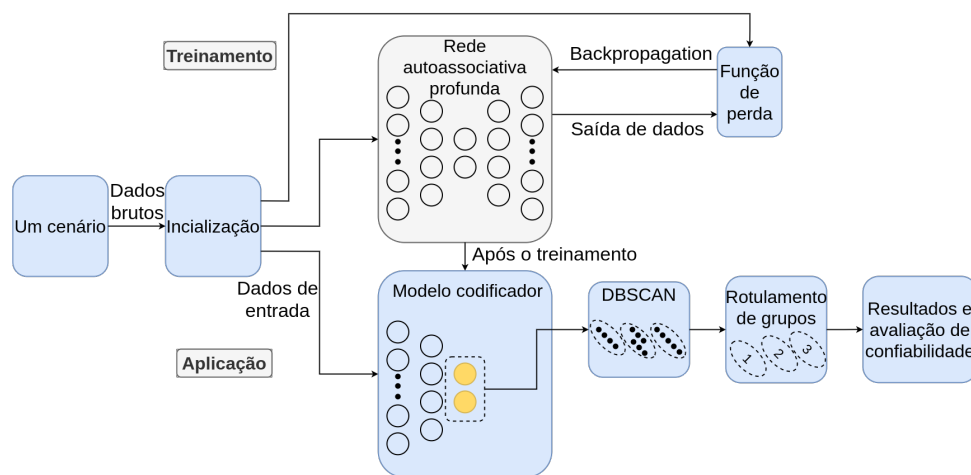 Treinamento
Rede
autoassociativa
profunda
Backpropagation
Função
de
perda
Saída de dados
Um cenário
Dados
brutos
Incialização
Após o treinamento
Dados de
entrada
Aplicação
Modelo codificador
DBSCAN
Rotulamento
de grupos
1 2 3
Resultados e
avaliação de
confiabilidade